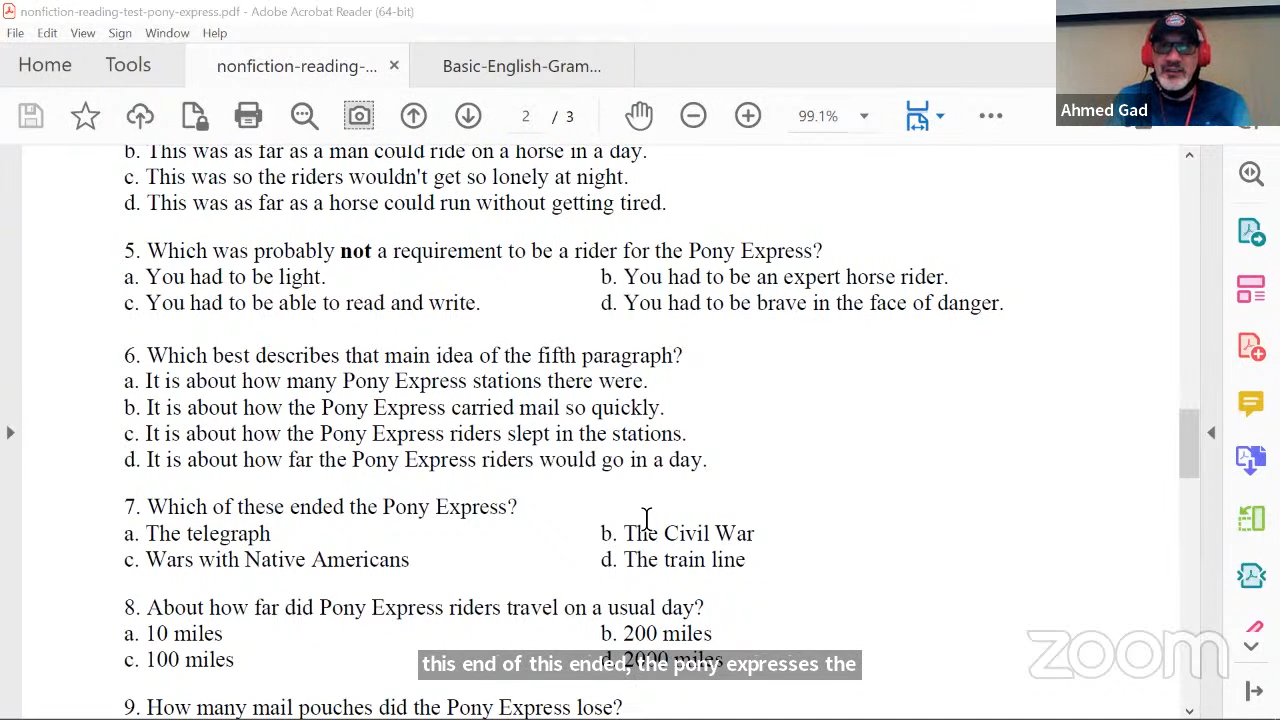 nonfiction-reading-test-pony-express.pdf - Adobe Acrobat Reader (64-bit)
File Edit View Sign Window Help
Home Tools nonfiction-reading-... × Basic-English-Gram...
2 / 3 99.1%
Ahmed Gad
b. This was as far as a man could ride on a horse in a day.
c. This was so the riders wouldn't get so lonely at night.
d. This was as far as a horse could run without getting tired.
5. Which was probably not a requirement to be a rider for the Pony Express?
a. You had to be light. b. You had to be an expert horse rider.
c. You had to be able to read and write. d. You had to be brave in the face of danger.
6. Which best describes that main idea of the fifth paragraph?
a. It is about how many Pony Express stations there were.
b. It is about how the Pony Express carried mail so quickly.
c. It is about how the Pony Express riders slept in the stations.
d. It is about how far the Pony Express riders would go in a day.
7. Which of these ended the Pony Express?
a. The telegraph b. The Civil War
c. Wars with Native Americans d. The train line
8. About how far did Pony Express riders travel on a usual day?
a. 10 miles b. 200 miles
c. 100 miles d. 2000 miles
this end of this ended, the pony expresses the
zoom
9. How many mail pouches did the Pony Express lose?